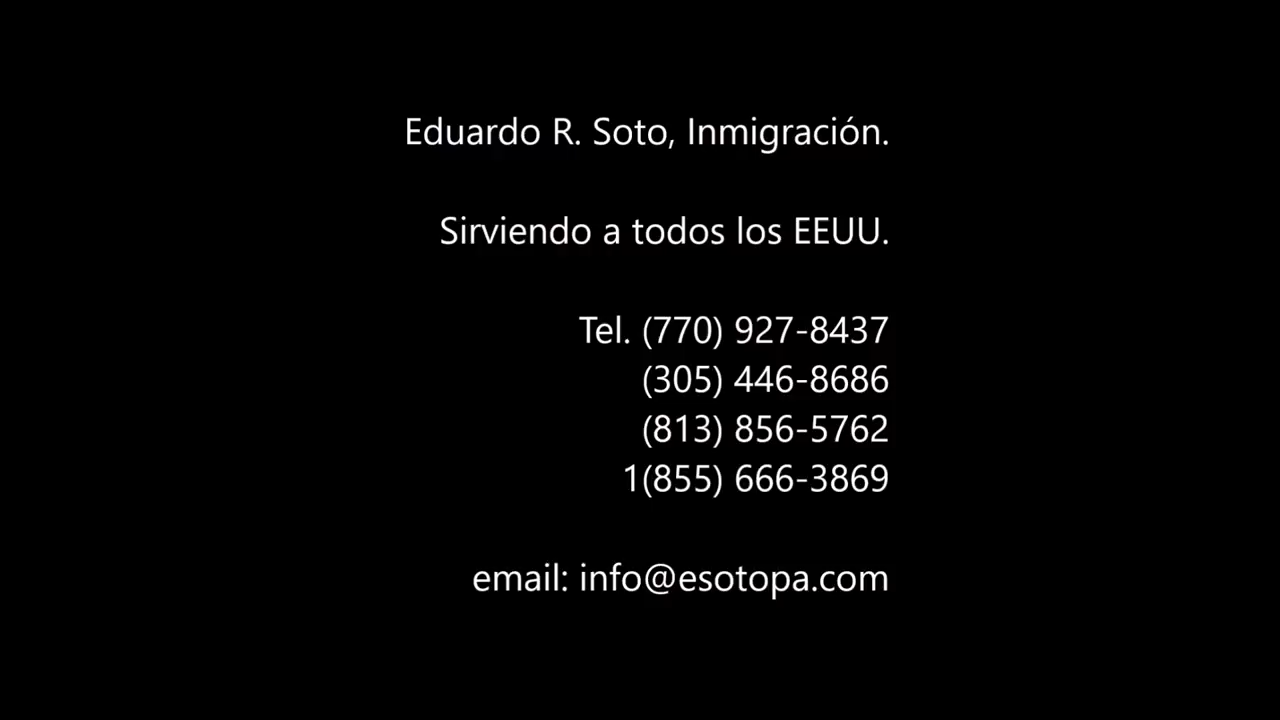 Eduardo R. Soto, Inmigración.
Sirviendo a todos los EEUU.
Tel. (770) 927-8437
(305) 446-8686
(813) 856-5762
1(855) 666-3869
email: info@esotopa.com